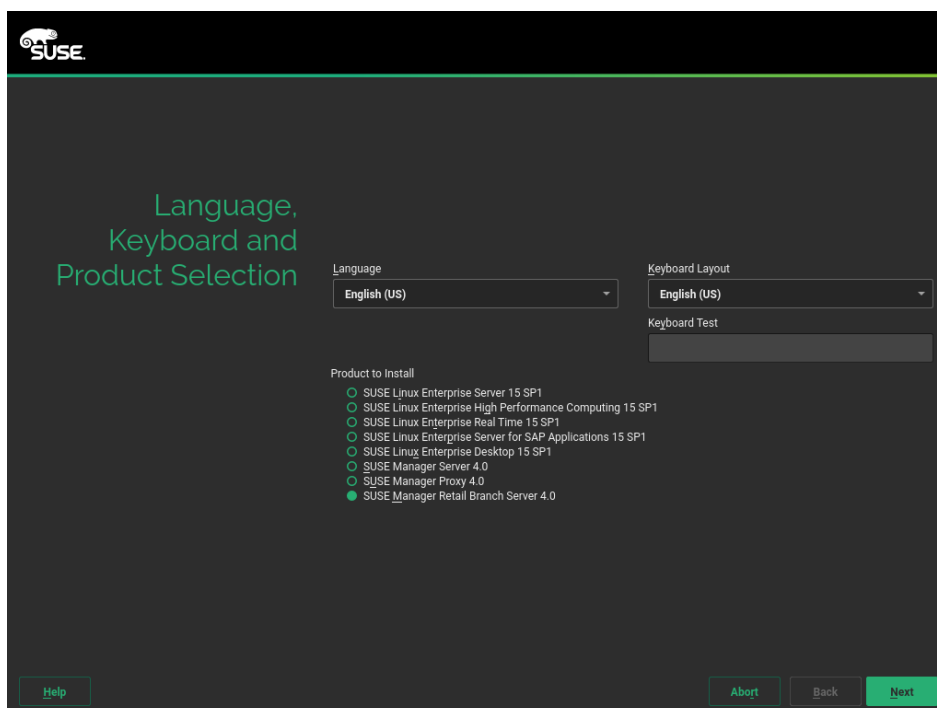 SUSE.
Language,
Keyboard and
Product Selection
Language
Keyboard Layout
English (US)
English (US)
Keyboard Test
Product to Install
SUSE Linux Enterprise Server 15 SP1
SUSE Linux Enterprise High Performance Computing 15 SP1
SUSE Linux Enterprise Real Time 15 SP1
SUSE Linux Enterprise Server for SAP Applications 15 SP1
SUSE Linux Enterprise Desktop 15 SP1
SUSE Manager Server 4.0
SUSE Manager Proxy 4.0
SUSE Manager Retail Branch Server 4.0
Help
Abort
Back
Next